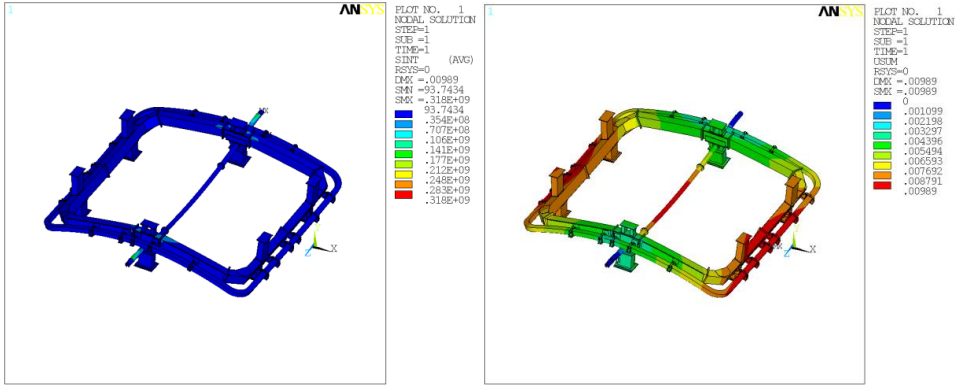 1
ANSYS
PLOT NO. 1
NODAL SOLUTION
STEP=1
SUB =1
TIME=1
SINT (AVG)
RSYS=0
DMX =.00989
SMN =93.7434
SMX =.318E+09
93.7434
.354E+08
.707E+08
.106E+09
.141E+09
.177E+09
.212E+09
.248E+09
.283E+09
.318E+09
MX
Z
X
1
ANSYS
PLOT NO. 1
NODAL SOLUTION
STEP=1
SUB =1
TIME=1
USUM
RSYS=0
DMX =.00989
SMX =.00989
0
.001099
.002198
.003297
.004396
.005494
.006593
.007692
.008791
.00989
Z
X